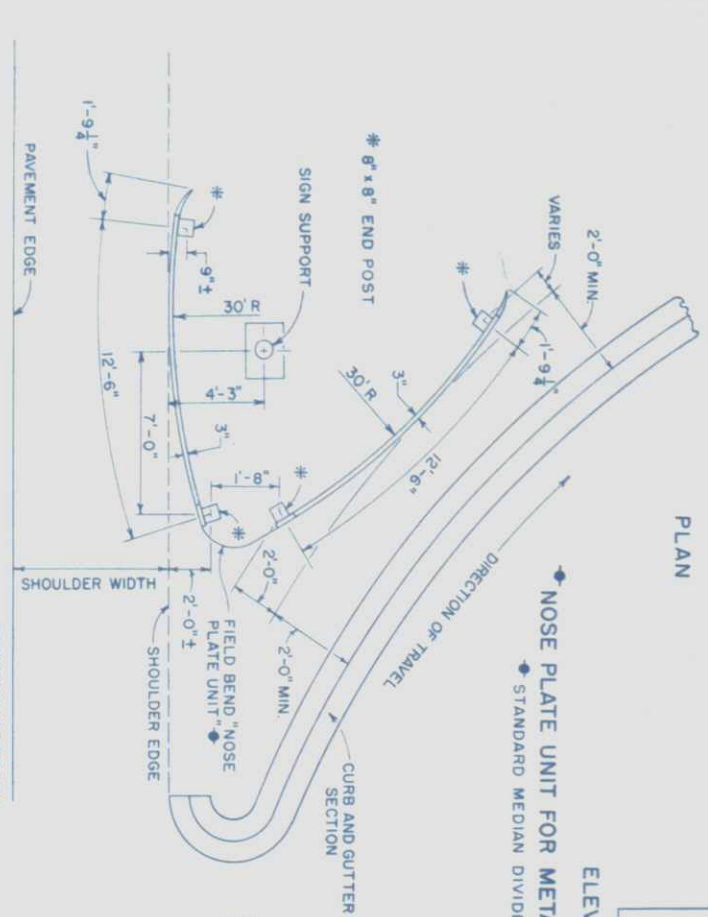 PLAN
NOSE PLATE UNIT FOR META
STANDARD MEDIAN DIVID
ELEV
2'-0" MIN.
VARIES
* 8" x 8" END POST
SIGN SUPPORT
1'-9 1/4"
PAVEMENT EDGE
*
*
9" ±
30' R
4'-3"
7'-0"
12'-6"
3"
1'-8"
*
*
30' R
3"
12'-6"
1'-9 1/4"
DIRECTION OF TRAVEL
SHOULDER WIDTH
2'-0" ±
SHOULDER EDGE
FIELD BEND "NOSE
PLATE UNIT"
2'-0"
2'-0" MIN.
CURB AND GUTTER
SECTION